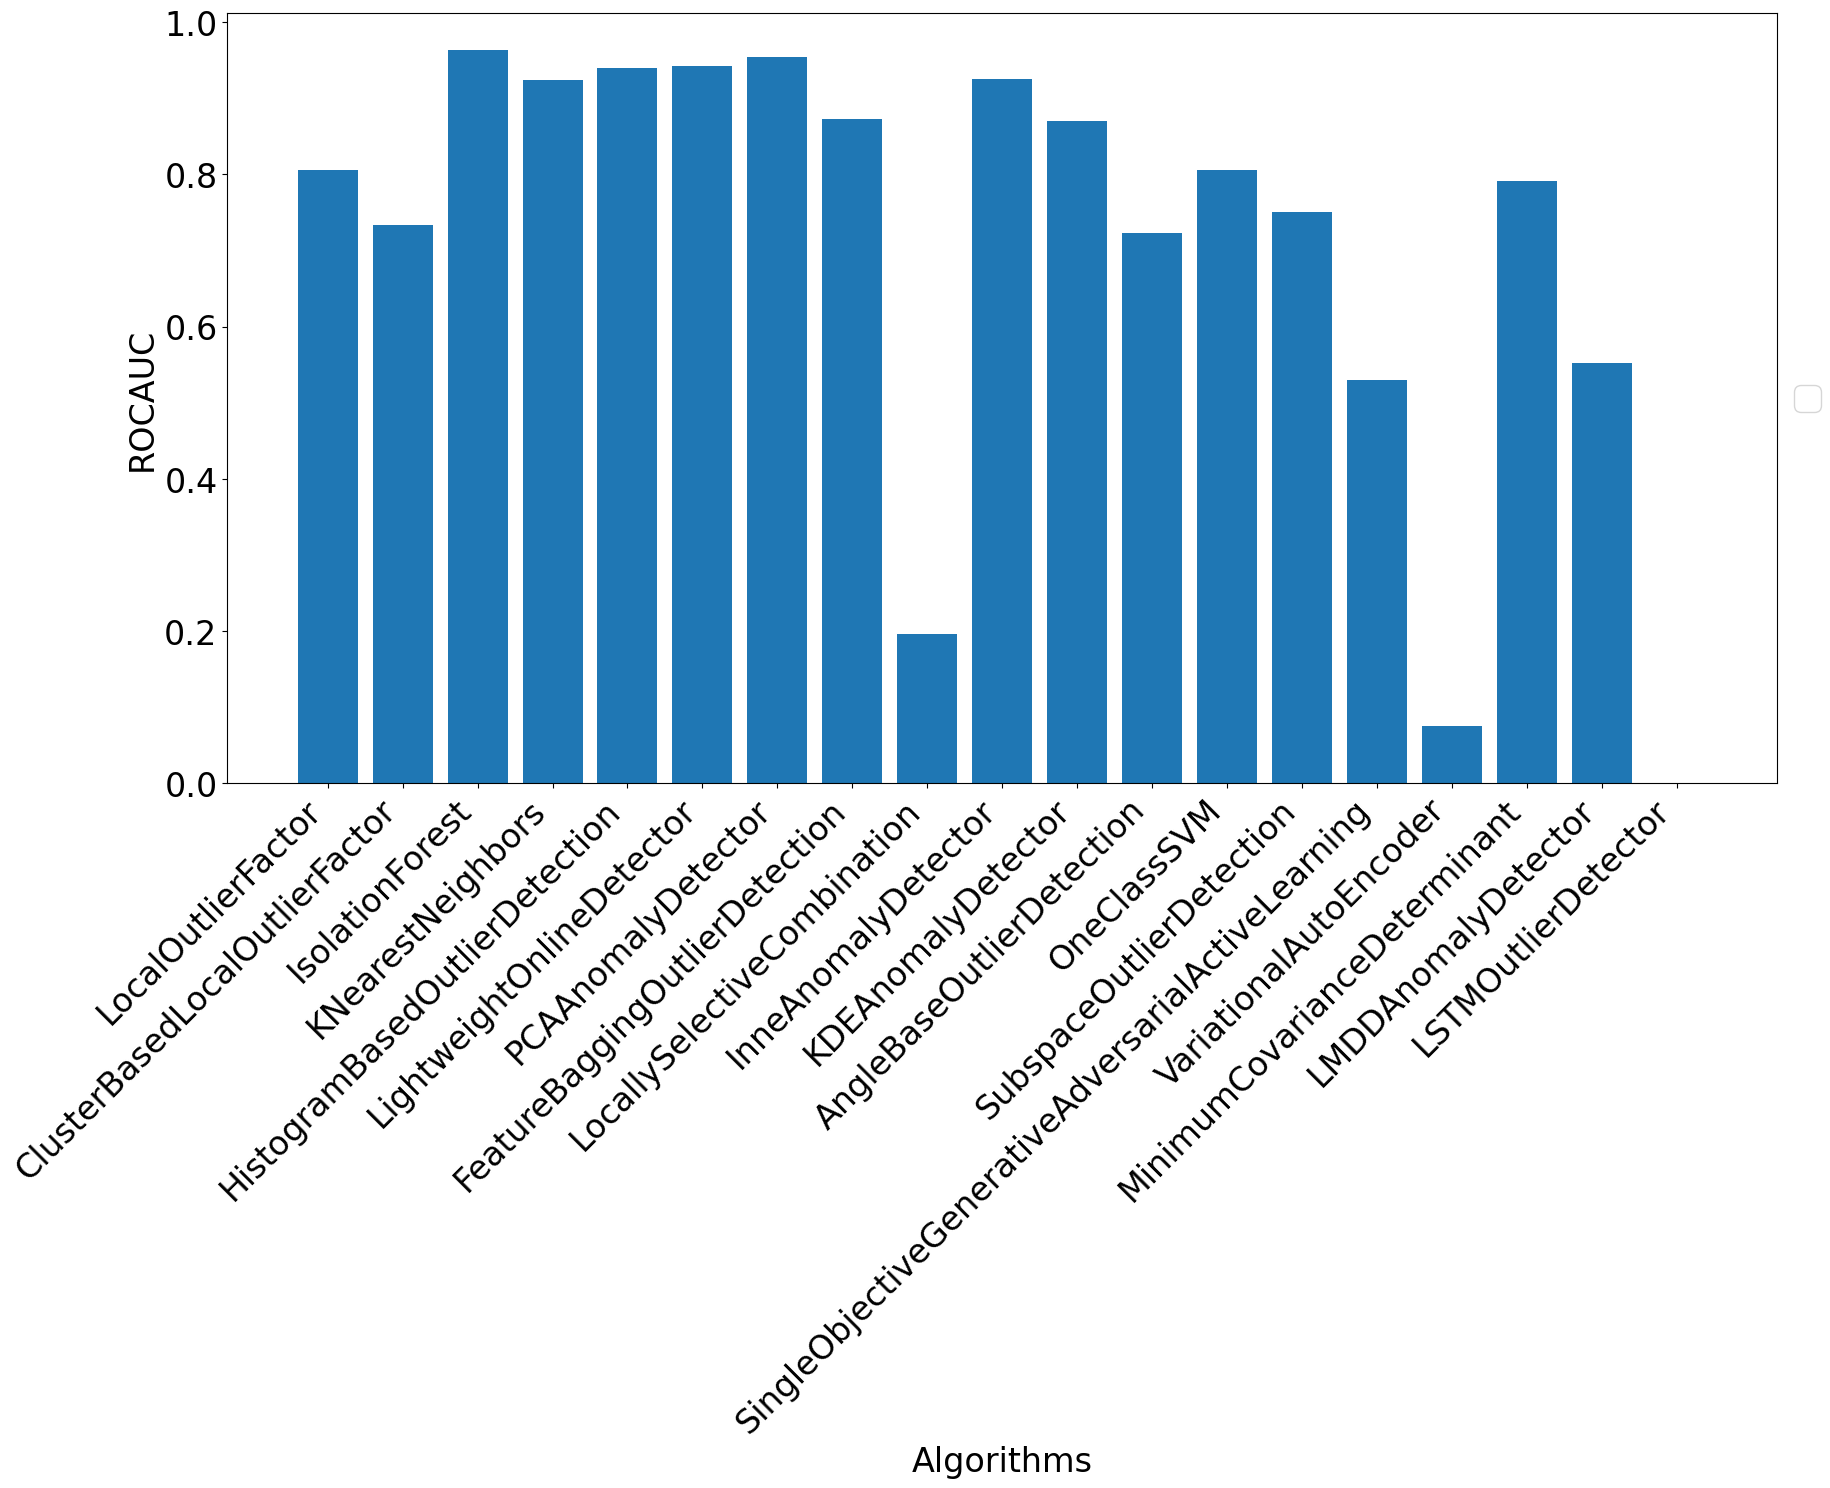 1.0
0.8
0.6
0.4
0.2
0.0
ROCAUC
LocalOutlierFactor
ClusterBasedLocalOutlierFactor
IsolationForest
KNearestNeighbors
HistogramBasedOutlierDetection
LightweightOnlineDetector
PCAAnomalyDetector
FeatureBaggingOutlierDetection
LocallySelectiveCombination
InneAnomalyDetector
KDEAnomalyDetector
AngleBaseOutlierDetection
OneClassSVM
SubspaceOutlierDetection
SingleObjectiveGenerativeAdversarialActiveLearning
VariationalAutoEncoder
MinimumCovarianceDeterminant
LMDDAnomalyDetector
LSTMOutlierDetector
Algorithms